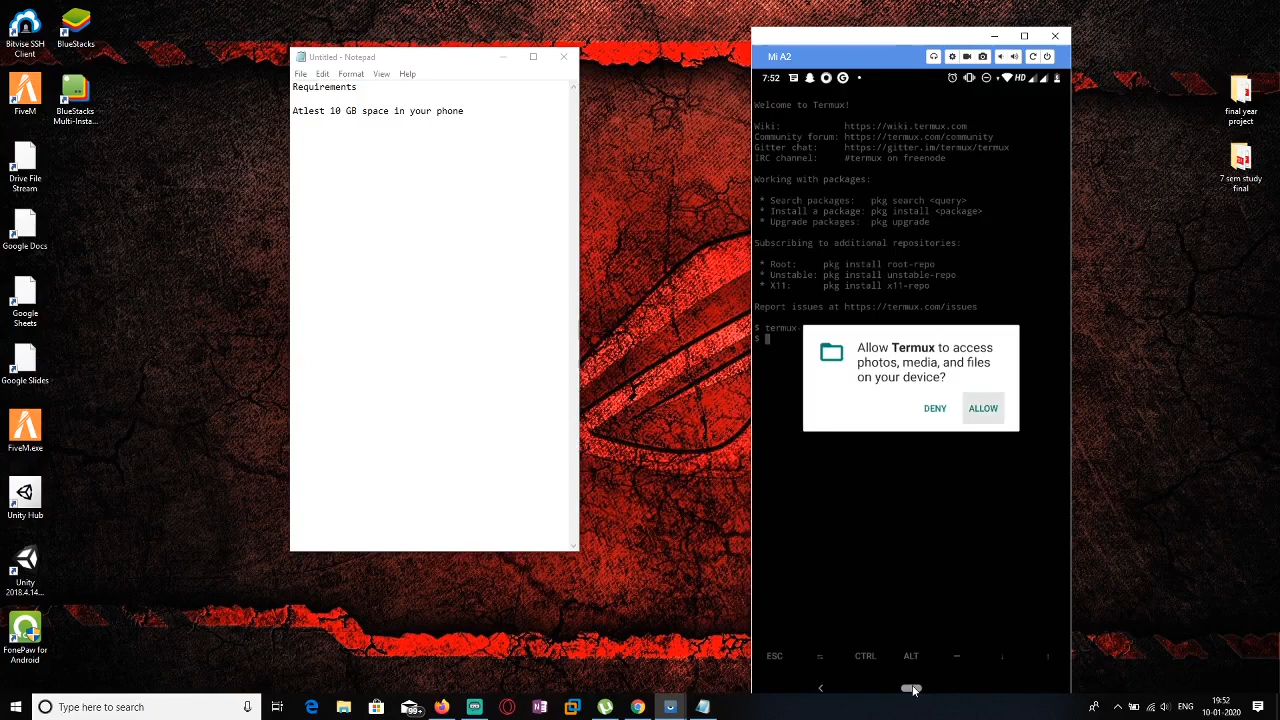 Bitvise SSH
Client
BlueStacks
FiveM
BlueStacks
Multi-Insta...
Drive File
Stream
Google Docs
Google
Sheets
Google Slides
FiveM.exe
Unity Hub
Unity
2018.4.14...
FonePaw for
Android
Untitled - Notepad
File Edit Format View Help
Requirements
Atlest 10 GB space in your phone
Mi A2
7:52
HD
Welcome to Termux!
Wiki: https://wiki.termux.com
Community forum: https://termux.com/community
Gitter chat: https://gitter.im/termux/termux
IRC channel: #termux on freenode
Working with packages:
* Search packages: pkg search <query>
* Install a package: pkg install <package>
* Upgrade packages: pkg upgrade
Subscribing to additional repositories:
* Root: pkg install root-repo
* Unstable: pkg install unstable-repo
* X11: pkg install x11-repo
Report issues at https://termux.com/issues
$ termux-
$
Allow Termux to access
photos, media, and files
on your device?
DENY ALLOW
ESC CTRL ALT
final year
project
7 sem study
final
Type here to search
99+
19:52
10-01-2020